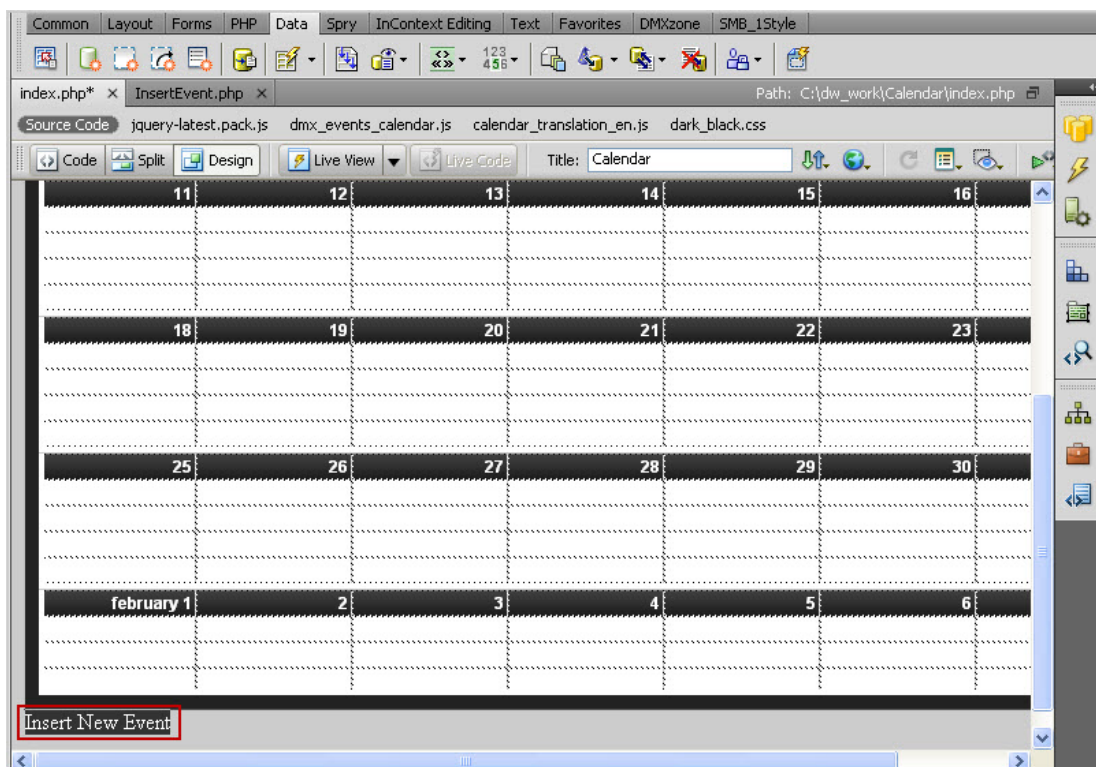 Common Layout Forms PHP Data Spry InContext Editing Text Favorites DMXzone SMB_1Style
123
456
index.php* × InsertEvent.php × Path: C:\dw_work\Calendar\index.php
Source Code jquery-latest.pack.js dmx_events_calendar.js calendar_translation_en.js dark_black.css
Code Split Design Live View Live Code Title: Calendar
11 12 13 14 15 16
18 19 20 21 22 23
25 26 27 28 29 30
february 1 2 3 4 5 6
Insert New Event